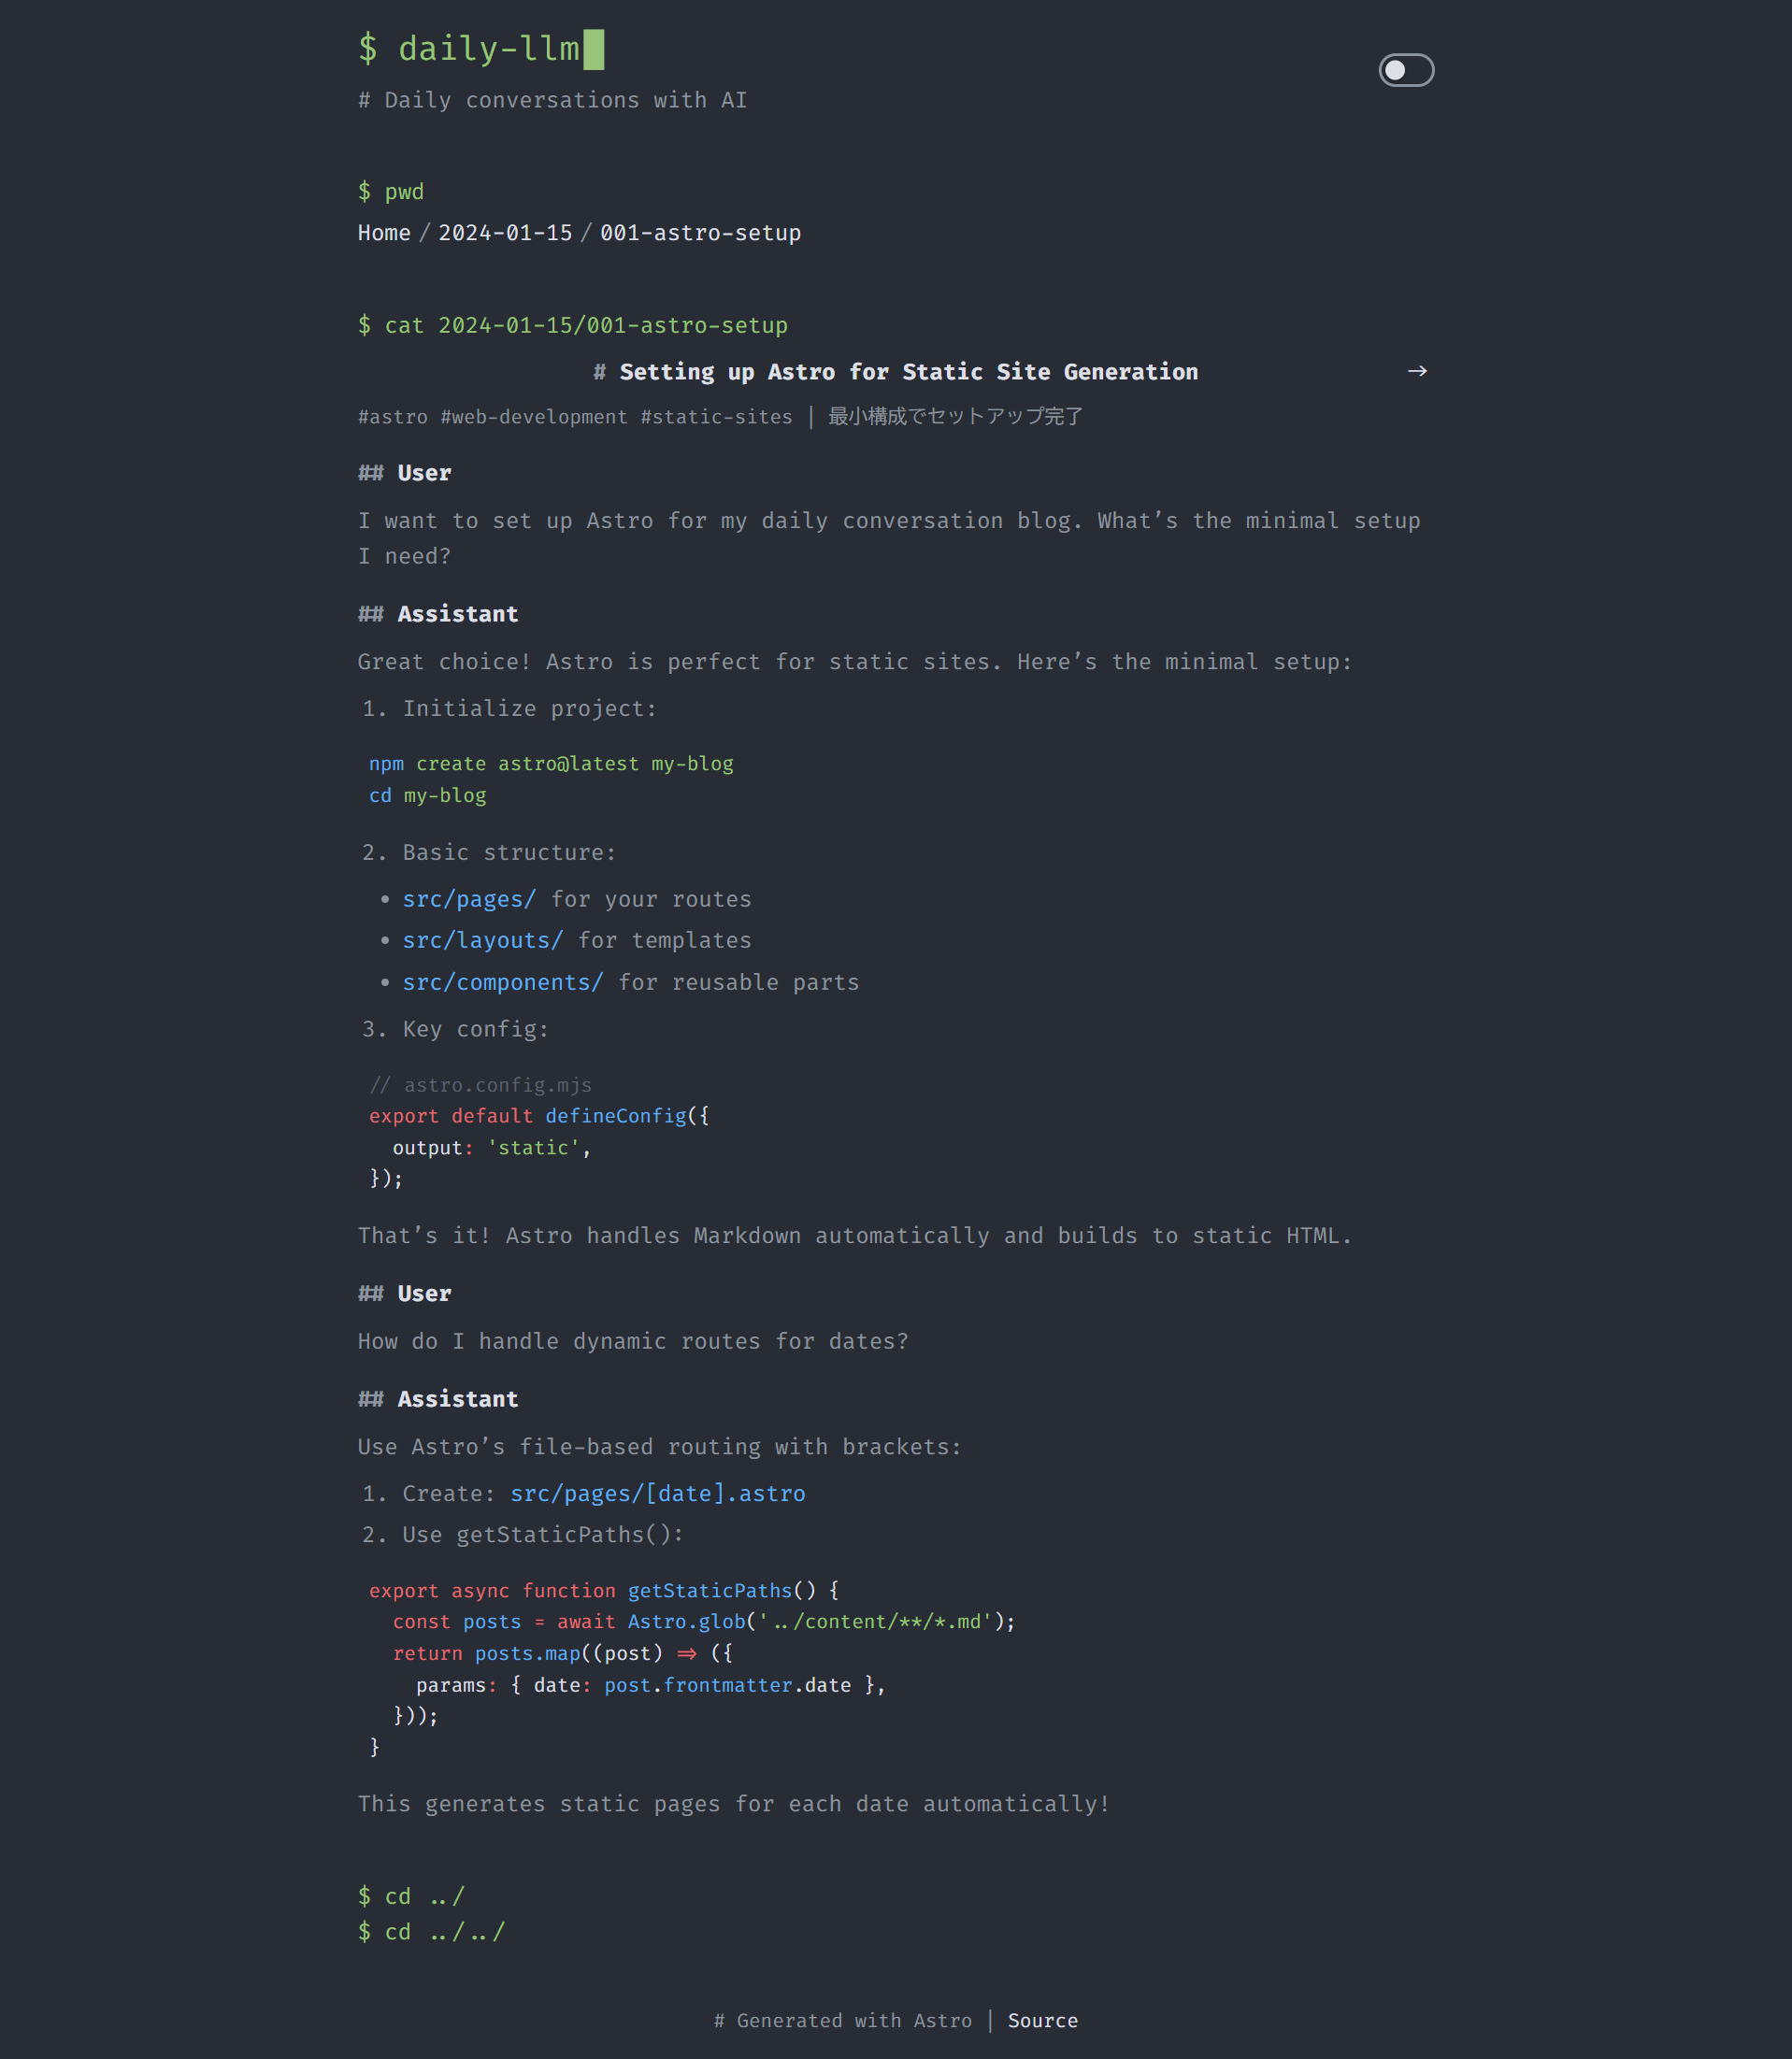 $ daily-llm
# Daily conversations with AI
$ pwd
Home / 2024-01-15 / 001-astro-setup
$ cat 2024-01-15/001-astro-setup
# Setting up Astro for Static Site Generation →
#astro #web-development #static-sites | 最小構成でセットアップ完了
## User
I want to set up Astro for my daily conversation blog. What’s the minimal setup
I need?
## Assistant
Great choice! Astro is perfect for static sites. Here’s the minimal setup:
1. Initialize project:
npm create astro@latest my-blog
cd my-blog
2. Basic structure:
• src/pages/ for your routes
• src/layouts/ for templates
• src/components/ for reusable parts
3. Key config:
// astro.config.mjs
export default defineConfig({
  output: 'static',
});
That’s it! Astro handles Markdown automatically and builds to static HTML.
## User
How do I handle dynamic routes for dates?
## Assistant
Use Astro’s file-based routing with brackets:
1. Create: src/pages/[date].astro
2. Use getStaticPaths():
export async function getStaticPaths() {
  const posts = await Astro.glob('../content/**/*.md');
  return posts.map((post) => ({
    params: { date: post.frontmatter.date },
  }));
}
This generates static pages for each date automatically!
$ cd ../
$ cd ../../
# Generated with Astro | Source